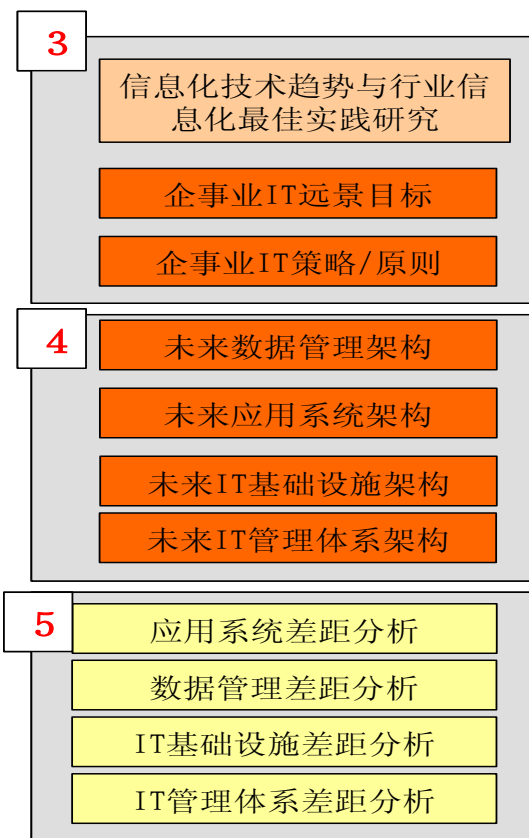 3
信息化技术趋势与行业信
息化最佳实践研究
企事业IT远景目标
企事业IT策略/原则
4
未来数据管理架构
未来应用系统架构
未来IT基础设施架构
未来IT管理体系架构
5
应用系统差距分析
数据管理差距分析
IT基础设施差距分析
IT管理体系差距分析